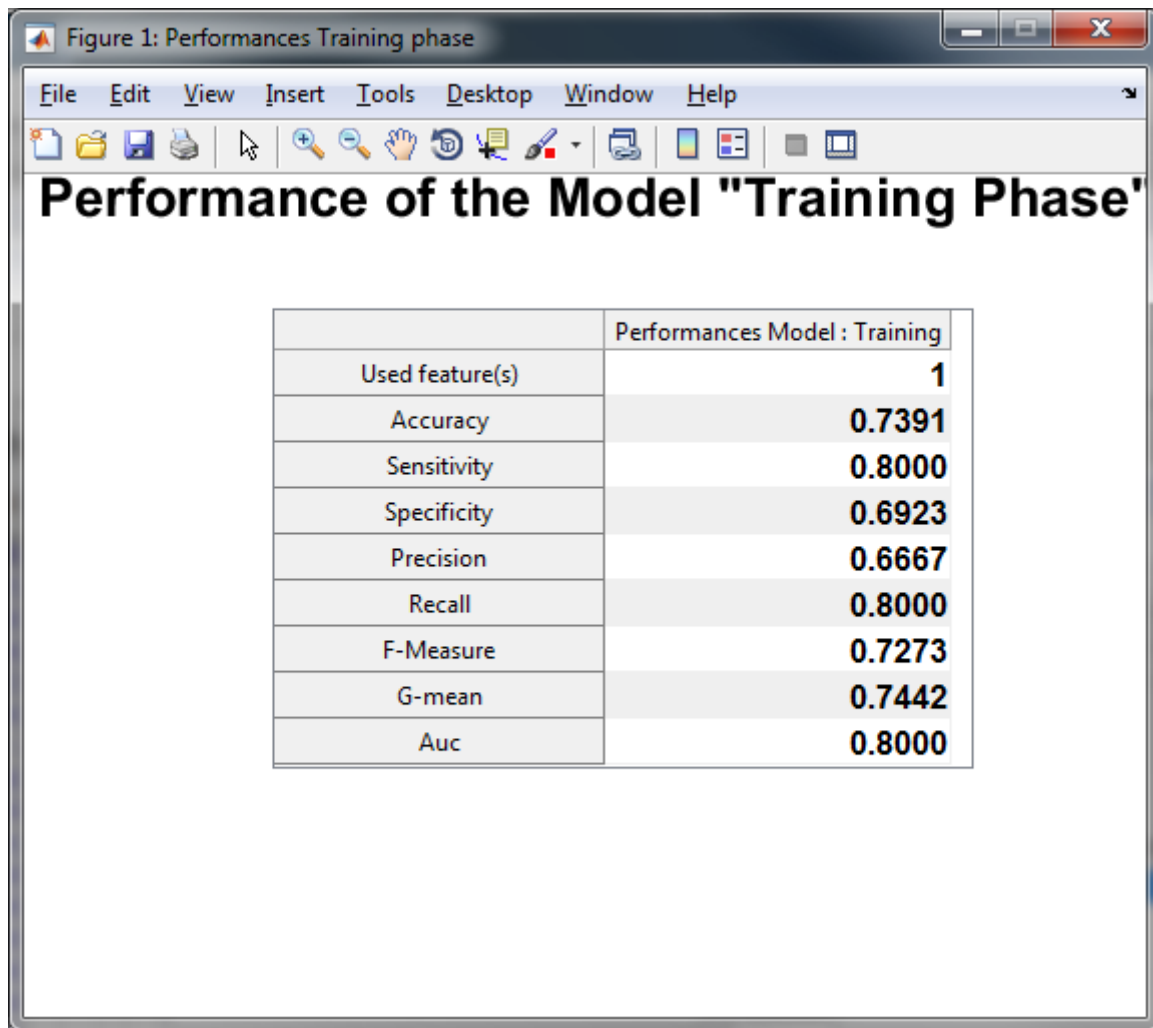 Figure 1: Performances Training phase
File Edit View Insert Tools Desktop Window Help
Performance of the Model "Training Phase"
Performances Model : Training
Used feature(s) 1
Accuracy 0.7391
Sensitivity 0.8000
Specificity 0.6923
Precision 0.6667
Recall 0.8000
F-Measure 0.7273
G-mean 0.7442
Auc 0.8000